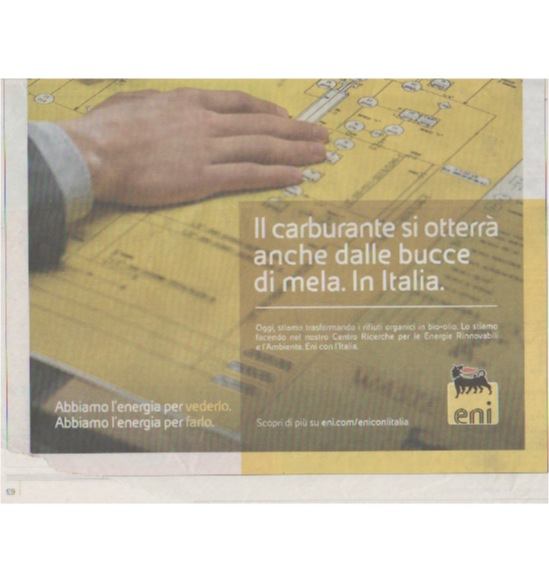 Il carburante si otterrà
anche dalle bucce
di mela. In Italia.
Oggi, stiamo trasformando i rifiuti organici in bio-olio. Lo stiamo
facendo nel nostro Centro Ricerche per le Energie Rinnovabili
e l'Ambiente. Eni con l'Italia.
Abbiamo l'energia per vederlo.
Abbiamo l'energia per farlo.
Scopri di più su eni.com/eniconlitalia
eni